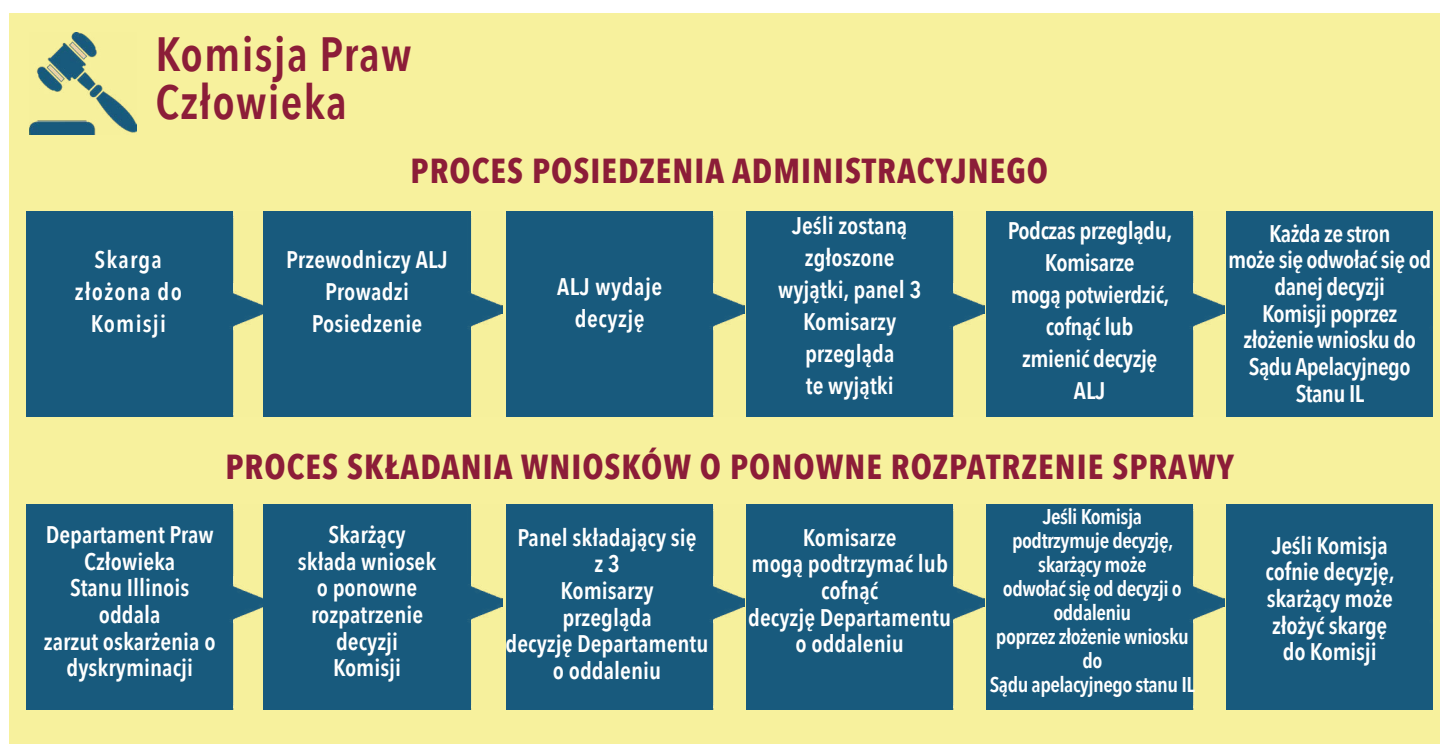 Komisja Praw
Człowieka
PROCES POSIEDZENIA ADMINISTRACYJNEGO
Skarga
złożona do
Komisji
Przewodniczy ALJ
Prowadzi
Posiedzenie
ALJ wydaje
decyzję
Jeśli zostaną
zgłoszone
wyjątki, panel 3
Komisarzy
przegląda
te wyjątki
Podczas przeglądu,
Komisarze
mogą potwierdzić,
cofnąć lub
zmienić decyzję
ALJ
Każda ze stron
może się odwołać się od
danej decyzji
Komisji poprzez
złożenie wniosku do
Sądu Apelacyjnego
Stanu IL
PROCES SKŁADANIA WNIOSKÓW O PONOWNE ROZPATRZENIE SPRAWY
Departament Praw
Człowieka
Stanu Illinois
oddala
zarzut oskarżenia o
dyskryminacji
Skarżący
składa wniosek
o ponowne
rozpatrzenie
decyzji
Komisji
Panel składający się
z 3
Komisarzy
przegląda
decyzję Departamentu
o oddaleniu
Komisarze
mogą podtrzymać lub
cofnąć
decyzję Departamentu
o oddaleniu
Jeśli Komisja
podtrzymuje decyzję,
skarżący może
odwołać się od decyzji o
oddaleniu
poprzez złożenie wniosku
do
Sądu apelacyjnego stanu IL
Jeśli Komisja
cofnie decyzję,
skarżący może
złożyć skargę
do Komisji